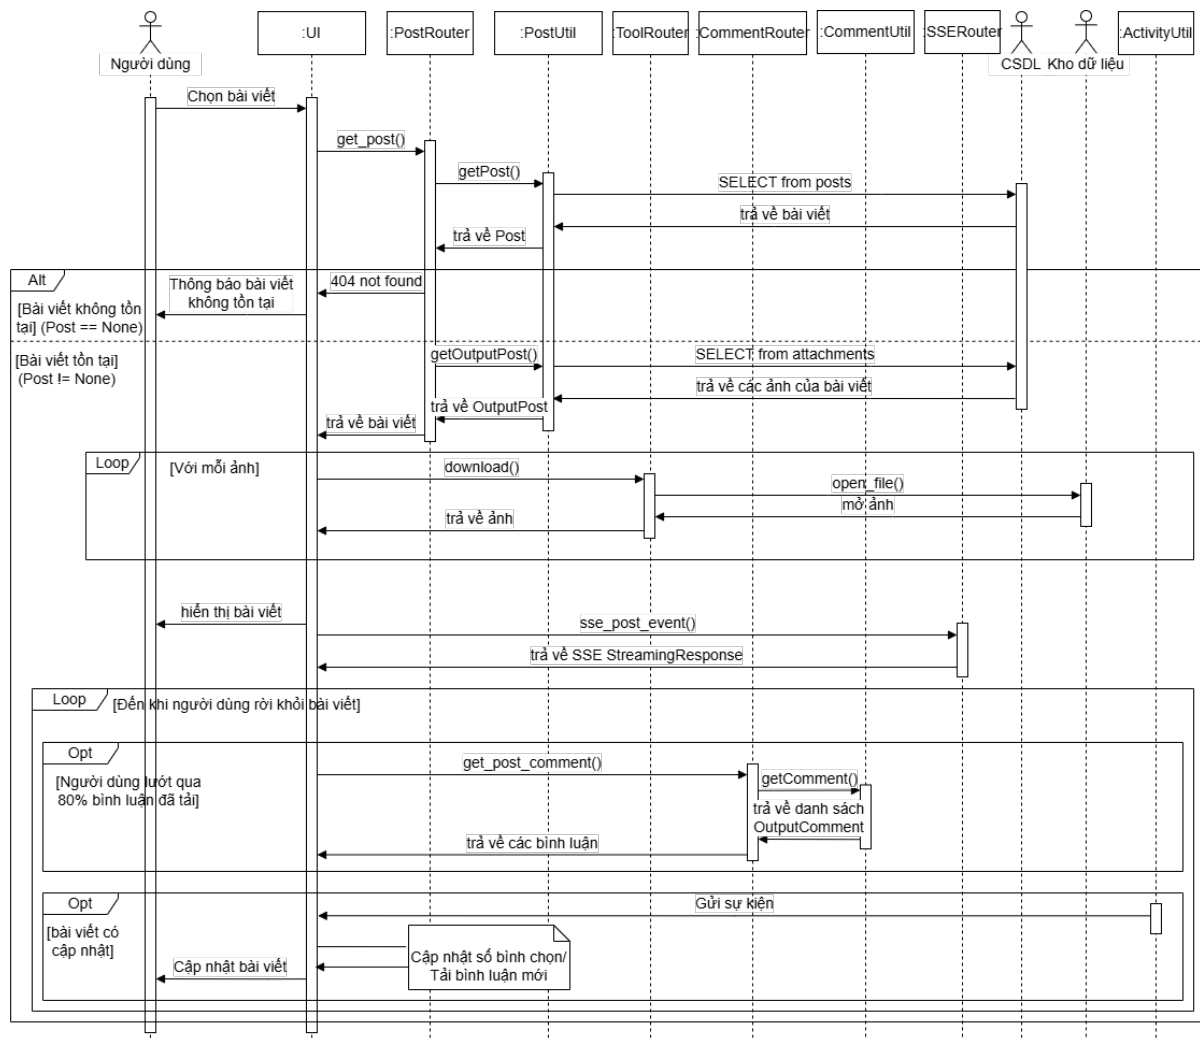 :UI
:PostRouter
:PostUtil
:ToolRouter
:CommentRouter
:CommentUtil
:SSERouter
:ActivityUtil
Người dùng
CSDL
Kho dữ liệu
Chọn bài viết
get_post()
getPost()
SELECT from posts
trả về bài viết
trả về Post
Alt
404 not found
Thông báo bài viết
không tồn tại
[Bài viết không tồn
tại] (Post == None)
[Bài viết tồn tại]
(Post != None)
getOutputPost()
SELECT from attachments
trả về các ảnh của bài viết
trả về OutputPost
trả về bài viết
Loop
[Với mỗi ảnh]
download()
open_file()
mở ảnh
trả về ảnh
hiển thị bài viết
sse_post_event()
trả về SSE StreamingResponse
Loop
[Đến khi người dùng rời khỏi bài viết]
Opt
[Người dùng lướt qua
80% bình luận đã tải]
get_post_comment()
getComment()
trả về danh sách
OutputComment
trả về các bình luận
Opt
[bài viết có
cập nhật]
Gửi sự kiện
Cập nhật số bình chọn/
Tải bình luận mới
Cập nhật bài viết